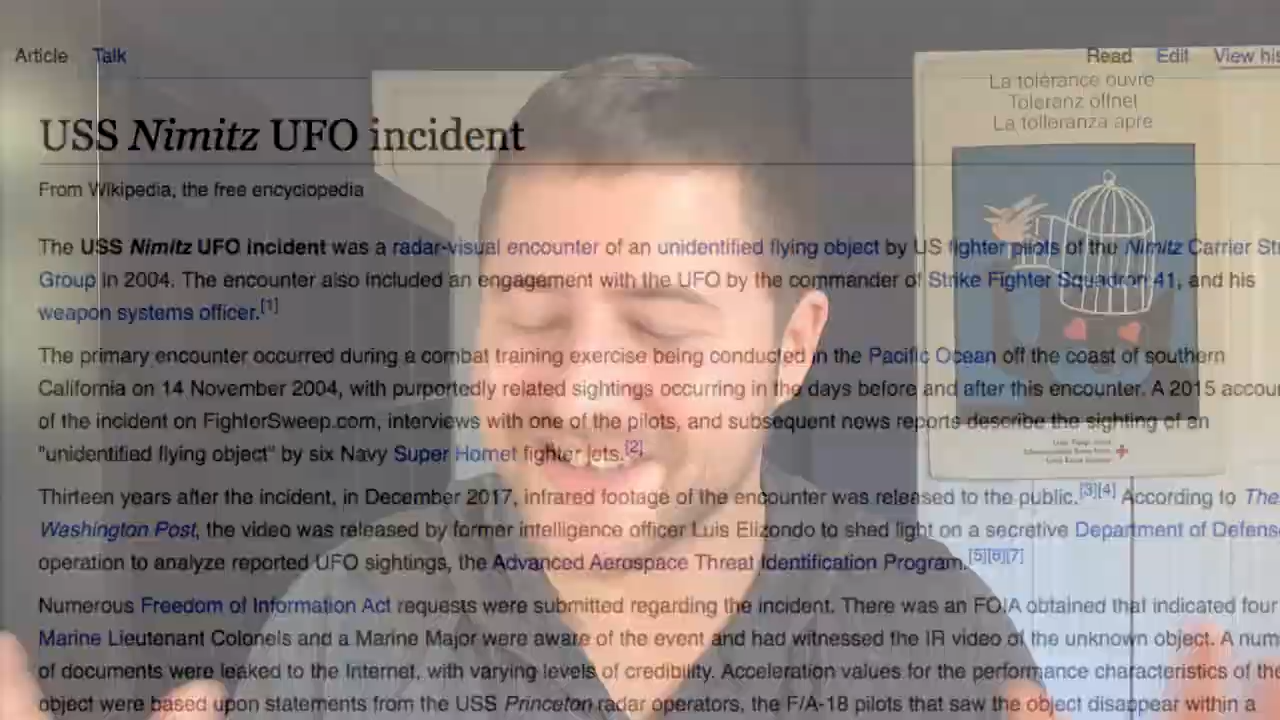 Article Talk Read Edit View his
La tolérance ouvre
Toleranz öffnet
La tolleranza apre
USS Nimitz UFO incident
From Wikipedia, the free encyclopedia
The USS Nimitz UFO incident was a radar-visual encounter of an unidentified flying object by US fighter pilots of the Nimitz Carrier Str
Group in 2004. The encounter also included an engagement with the UFO by the commander of Strike Fighter Squadron 41, and his
weapon systems officer.[1]
The primary encounter occurred during a combat training exercise being conducted in the Pacific Ocean off the coast of southern
California on 14 November 2004, with purportedly related sightings occurring in the days before and after this encounter. A 2015 accoun
of the incident on FighterSweep.com, interviews with one of the pilots, and subsequent news reports describe the sighting of an
"unidentified flying object" by six Navy Super Hornet fighter jets.[2]
Thirteen years after the incident, in December 2017, infrared footage of the encounter was released to the public.[3][4] According to The
Washington Post, the video was released by former intelligence officer Luis Elizondo to shed light on a secretive Department of Defense
operation to analyze reported UFO sightings, the Advanced Aerospace Threat Identification Program.[5][6][7]
Numerous Freedom of Information Act requests were submitted regarding the incident. There was an FOIA obtained that indicated four
Marine Lieutenant Colonels and a Marine Major were aware of the event and had witnessed the IR video of the unknown object. A num
of documents were leaked to the Internet, with varying levels of credibility. Acceleration values for the performance characteristics of the
object were based upon statements from the USS Princeton radar operators, the F/A-18 pilots that saw the object disappear within a